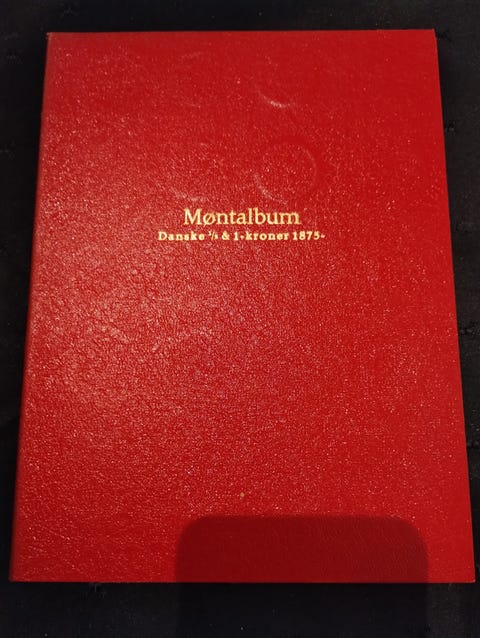 Møntalbum
Danske ½ & 1-kroner 1875-